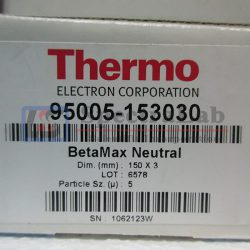 Thermo
ELECTRON CORPORATION
95005-153030
BetaMax Neutral
Dim. (mm) : 150 X 3
LOT : 6578
Particle Sz. (µ) : 5
SN : 1062123W